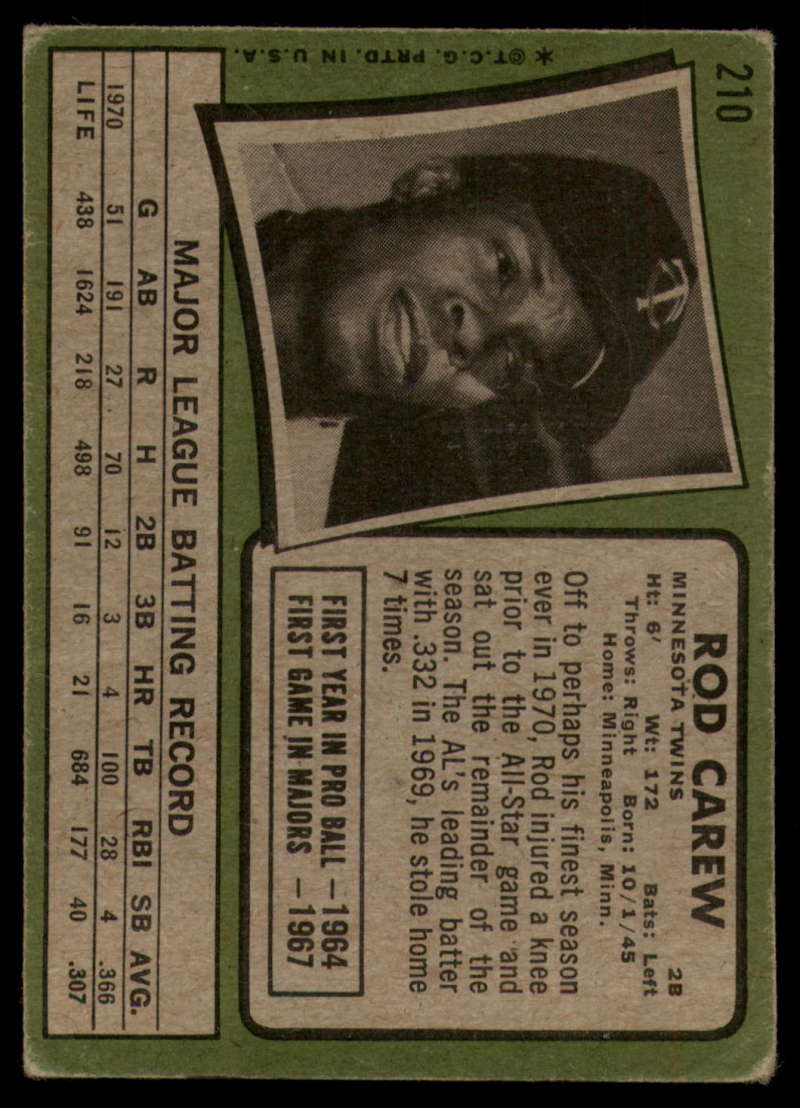 210
ROD CAREW
MINNESOTA TWINS 2B
Ht: 6' Wt: 172 Bats: Left
Throws: Right Born: 10/1/45
Home: Minneapolis, Minn.
Off to perhaps his finest season
ever in 1970, Rod injured a knee
prior to the All-Star game and
sat out the remainder of the
season. The AL's leading batter
with .332 in 1969, he stole home
7 times.
FIRST YEAR IN PRO BALL — 1964
FIRST GAME IN MAJORS — 1967
MAJOR LEAGUE BATTING RECORD
G AB R H 2B 3B HR TB RBI SB AVG.
1970 51 191 27 70 12 3 4 100 28 4 .366
LIFE 438 1624 218 498 91 16 21 684 177 40 .307
*©T.C.G. PRTD. IN U.S.A.